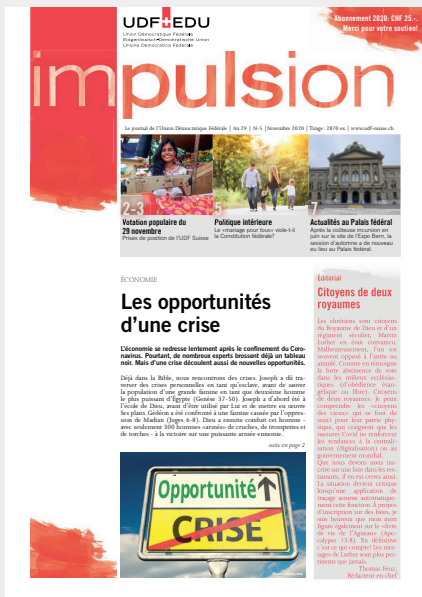 UDF+EDU
Union Démocratique Fédérale
Eidgenössisch-Demokratische Union
Unione Democratica Federale
Abonnement 2020: CHF 25.-.
Merci pour votre soutien!
impulsion
Le journal de l'Union Démocratique Fédérale | An 29 | N° 5 | Novembre 2020 | Tirage: 2870 ex. | www.udf-suisse.ch
2-3
Votation populaire du
29 novembre
Prises de position de l'UDF Suisse
5
Politique intérieure
Le «mariage pour tous» viole-t-il
la Constitution fédérale?
7
Actualités au Palais fédéral
Après la coûteuse incursion en
juin sur le site de l'Expo Bern, la
session d'automne a de nouveau
eu lieu au Palais fédéral.
ÉCONOMIE
Les opportunités
d'une crise
L'économie se redresse lentement après le confinement du Coro-
navirus. Pourtant, de nombreux experts brossent déjà un tableau
noir. Mais d'une crise découlent aussi de nouvelles opportunités.
Déjà dans la Bible, nous rencontrons des crises. Joseph a dû tra-
verser des crises personnelles en tant qu'esclave, avant de sauver
la population d'une grande famine en tant que deuxième homme
le plus puissant d'Égypte (Genèse 37-50). Joseph a d'abord été à
l'école de Dieu, avant d'être utilisé par Lui et de mettre en œuvre
Ses plans. Gédéon a été confronté à une famine causée par l'oppres-
sion de Madian (Juges 6-8). Dieu a ensuite conduit cet homme -
avec seulement 300 hommes «armés» de cruches, de trompettes et
de torches - à la victoire sur une puissante armée ennemie.
suite en page 2
Opportunité
CRISE
Éditorial
Citoyens de deux
royaumes
Les chrétiens sont citoyens
du Royaume de Dieu et d'un
régiment séculier. Martin
Luther en était convaincu.
Malheureusement, l'un est
souvent opposé à l'autre ou
annulé. Comme en témoigne
la forte abstinence de vote
dans les milieux ecclésias-
tiques (d'obédience évan-
gélique ou libre). Citoyens
de deux royaumes: Je peux
comprendre les «citoyens
des cieux» qui se font du
souci pour leur patrie phy-
sique, qui craignent que les
mesures Covid ne renforcent
les tendances à la centrali-
sation (digitalisation) ou au
gouvernement mondial.
Que nous devons nous ins-
crire sur une liste dans les res-
taurants, il en est certes ainsi.
La situation devient critique
lorsqu'une application de
traçage assume automatique-
ment cette fonction. À propos
d'inscription sur des listes, je
suis heureux que mon nom
figure également sur le «livre
de vie de l'Agneau» (Apo-
calypse 13:8). En définitive
c'est ce qui compte! Les mes-
sages de Luther sont plus per-
tinents que jamais.
Thomas Feuz,
Rédacteur en chef